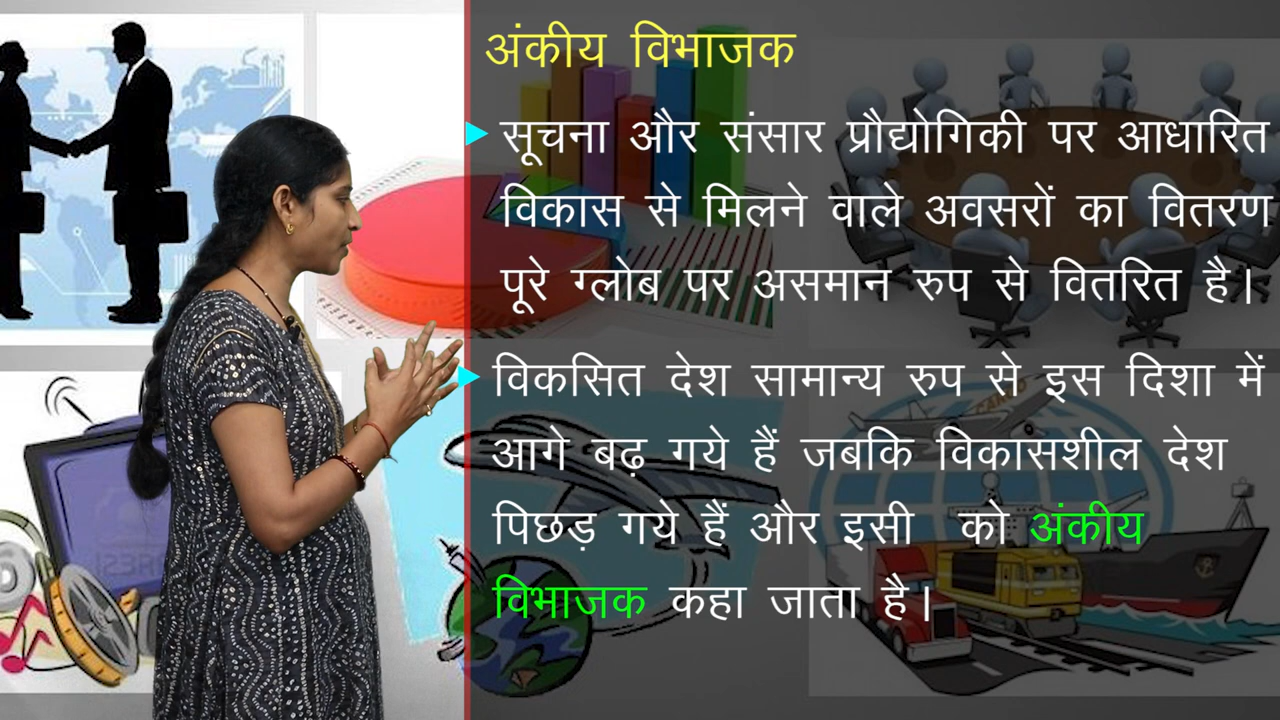 अंकीय विभाजक
सूचना और संसार प्रौद्योगिकी पर आधारित
विकास से मिलने वाले अवसरों का वितरण
पूरे ग्लोब पर असमान रुप से वितरित है।
विकसित देश सामान्य रुप से इस दिशा में
आगे बढ़ गये हैं जबकि विकासशील देश
पिछड़ गये हैं और इसी को अंकीय
विभाजक कहा जाता है।